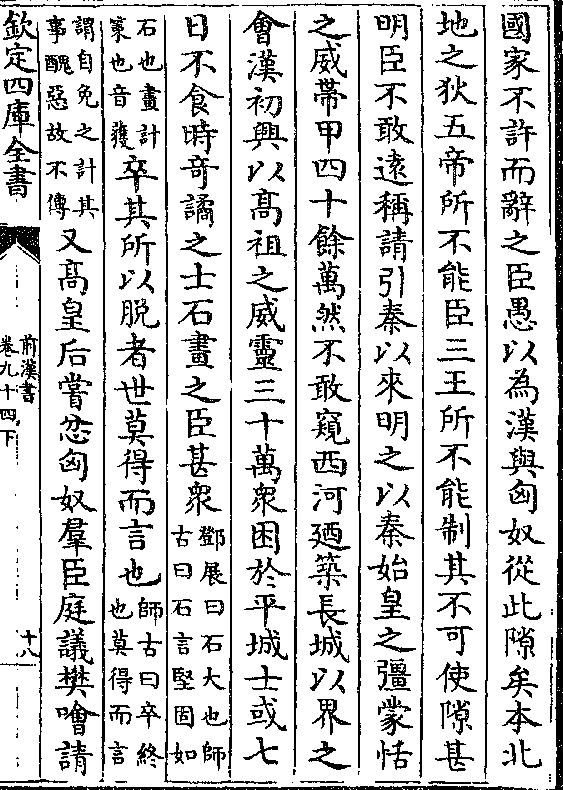 國家不許而辭之臣愚以為漢與匈奴從此隙矣本北
地之狄五帝所不能臣三王所不能制其不可使隙甚
明臣不敢遠稱請引秦以來明之以秦始皇之彊蒙恬
之威帶甲四十餘萬然不敢窺西河廼築長城以界之
會漢初興以髙祖之威靈三十萬衆困於平城士或七
日不食時竒譎之士石畫之臣甚衆鄧展曰石大也師
古曰石言堅固如
石也畫計
策也音獲卒其所以脱者世莫得而言也師古曰卒終
也莫得而言
謂自免之計其
事醜惡故不傳又髙皇后嘗忿匈奴羣臣庭議樊噲請
欽定四庫全書
前漢書
卷九十四下
十八